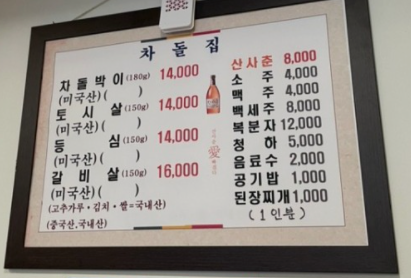 차돌집
차돌박이(180g) 14,000
(미국산)( )
토시살(150g) 14,000
(미국산)( )
등심(150g) 14,000
(미국산)( )
갈비살(150g) 16,000
(미국산)( )
(고추가루·김치·쌀=국내산)
(중국산,국내산)
산사춘 8,000
소주 4,000
맥주 4,000
백세주 8,000
복분자 12,000
청하 5,000
음료수 2,000
공기밥 1,000
된장찌개 1,000
(1인분)